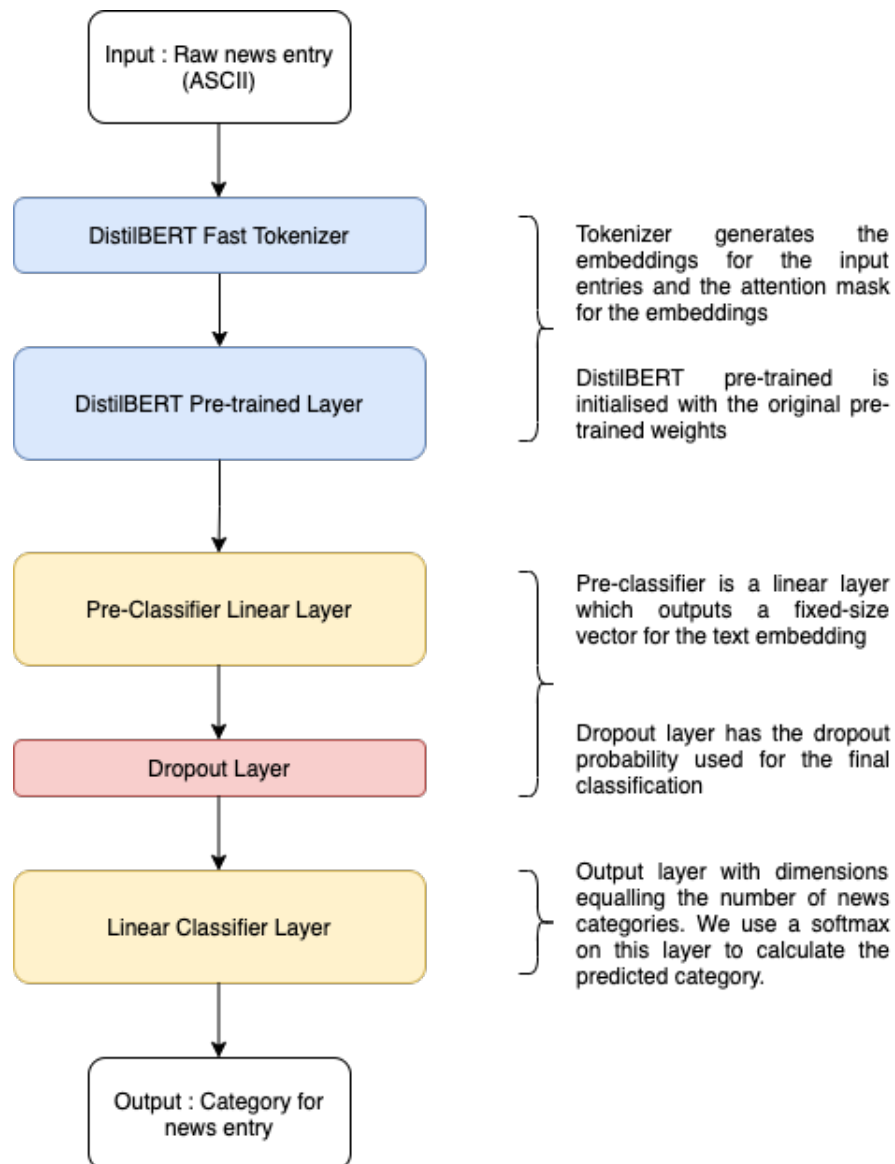 Input : Raw news entry
(ASCII)
DistilBERT Fast Tokenizer
Tokenizer generates the
embeddings for the input
entries and the attention mask
for the embeddings
DistilBERT Pre-trained Layer
DistilBERT pre-trained is
initialised with the original pre-
trained weights
Pre-Classifier Linear Layer
Pre-classifier is a linear layer
which outputs a fixed-size
vector for the text embedding
Dropout Layer
Dropout layer has the dropout
probability used for the final
classification
Linear Classifier Layer
Output layer with dimensions
equalling the number of news
categories. We use a softmax
on this layer to calculate the
predicted category.
Output : Category for
news entry